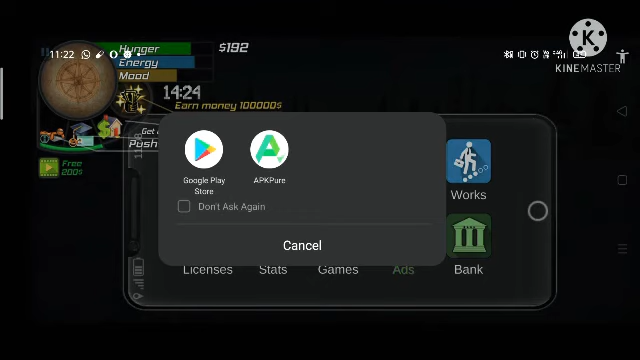 11:22
Hunger
$192
Energy
Mood
KINEMASTER
14:24
Earn money 100000$
Get a
Push
Free
200$
Google Play
Store
APKPure
Don't Ask Again
Cancel
Works
Licenses
Stats
Games
Ads
Bank